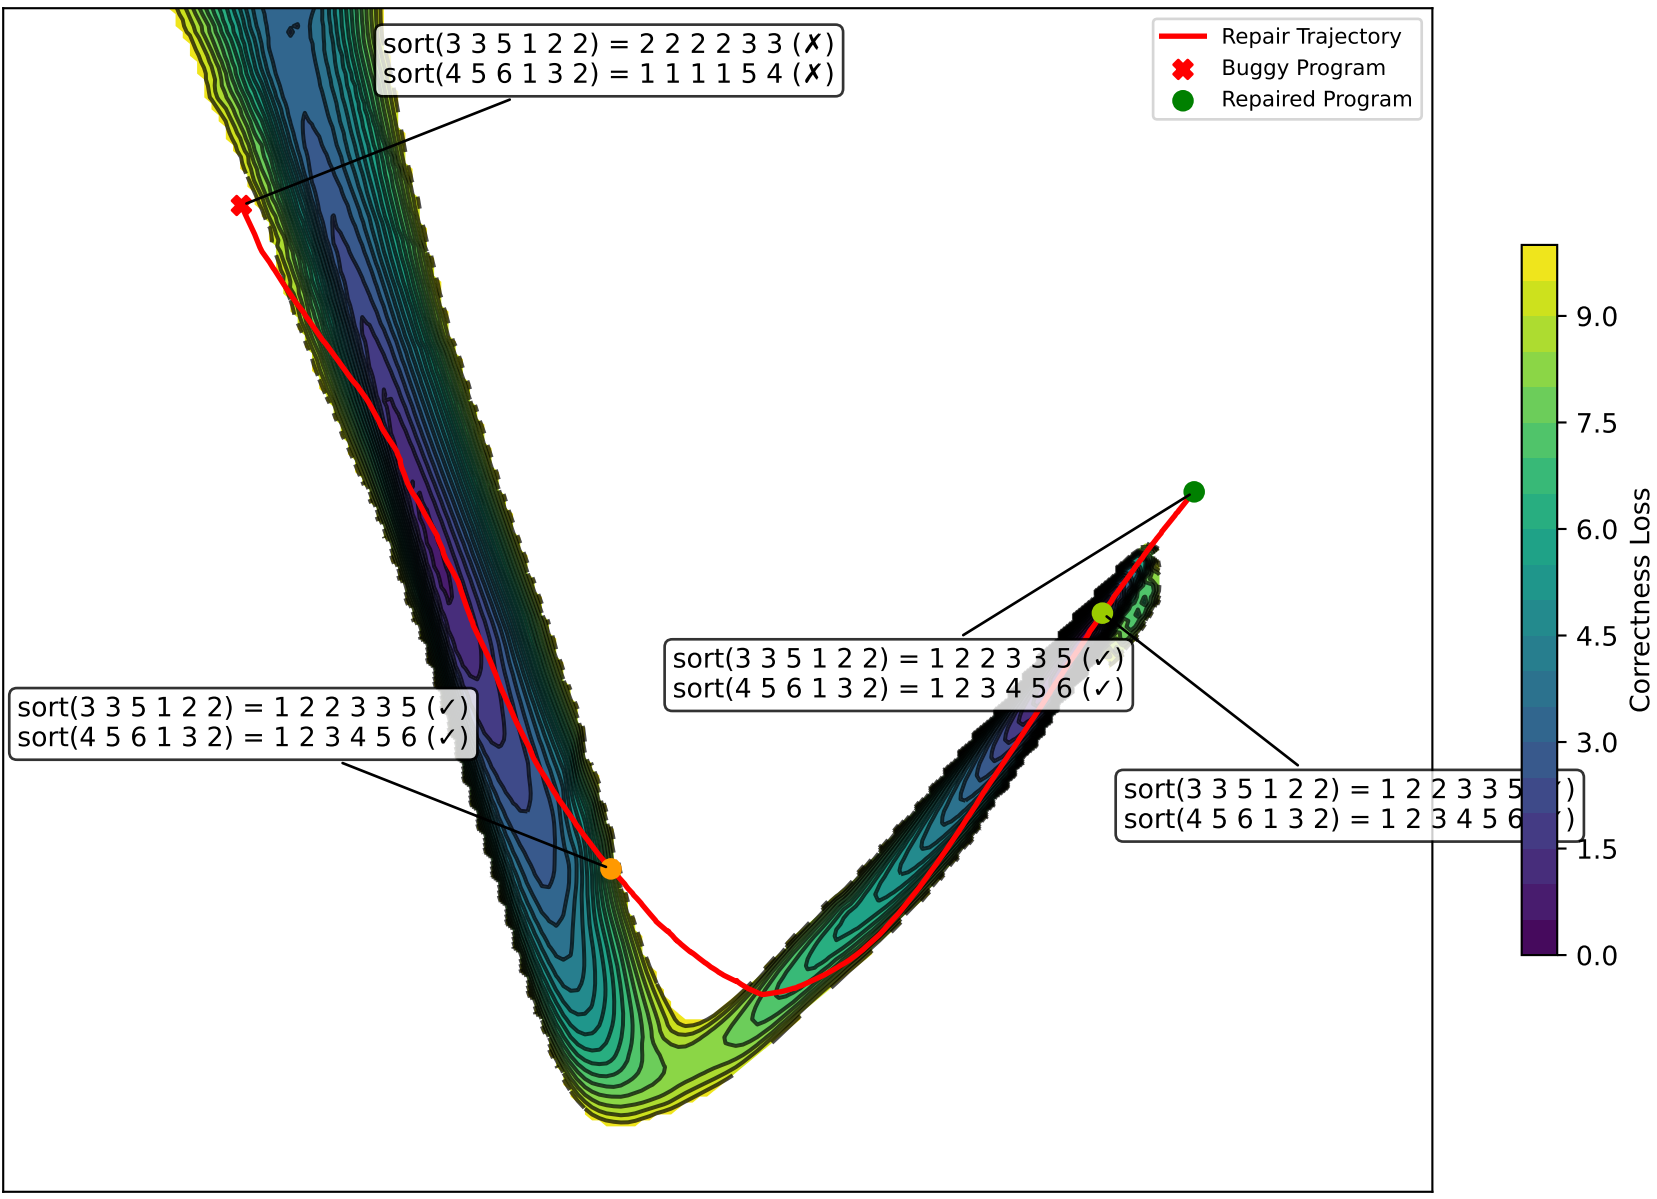 sort(3 3 5 1 2 2) = 2 2 2 2 3 3 (✗)
sort(4 5 6 1 3 2) = 1 1 1 1 5 4 (✗)
Repair Trajectory
Buggy Program
Repaired Program
sort(3 3 5 1 2 2) = 1 2 2 3 3 5 (✓)
sort(4 5 6 1 3 2) = 1 2 3 4 5 6 (✓)
sort(3 3 5 1 2 2) = 1 2 2 3 3 5 (✓)
sort(4 5 6 1 3 2) = 1 2 3 4 5 6 (✓)
sort(3 3 5 1 2 2) = 1 2 2 3 3 5 )
sort(4 5 6 1 3 2) = 1 2 3 4 5 6 )
9.0
7.5
6.0
4.5
3.0
1.5
0.0
Correctness Loss